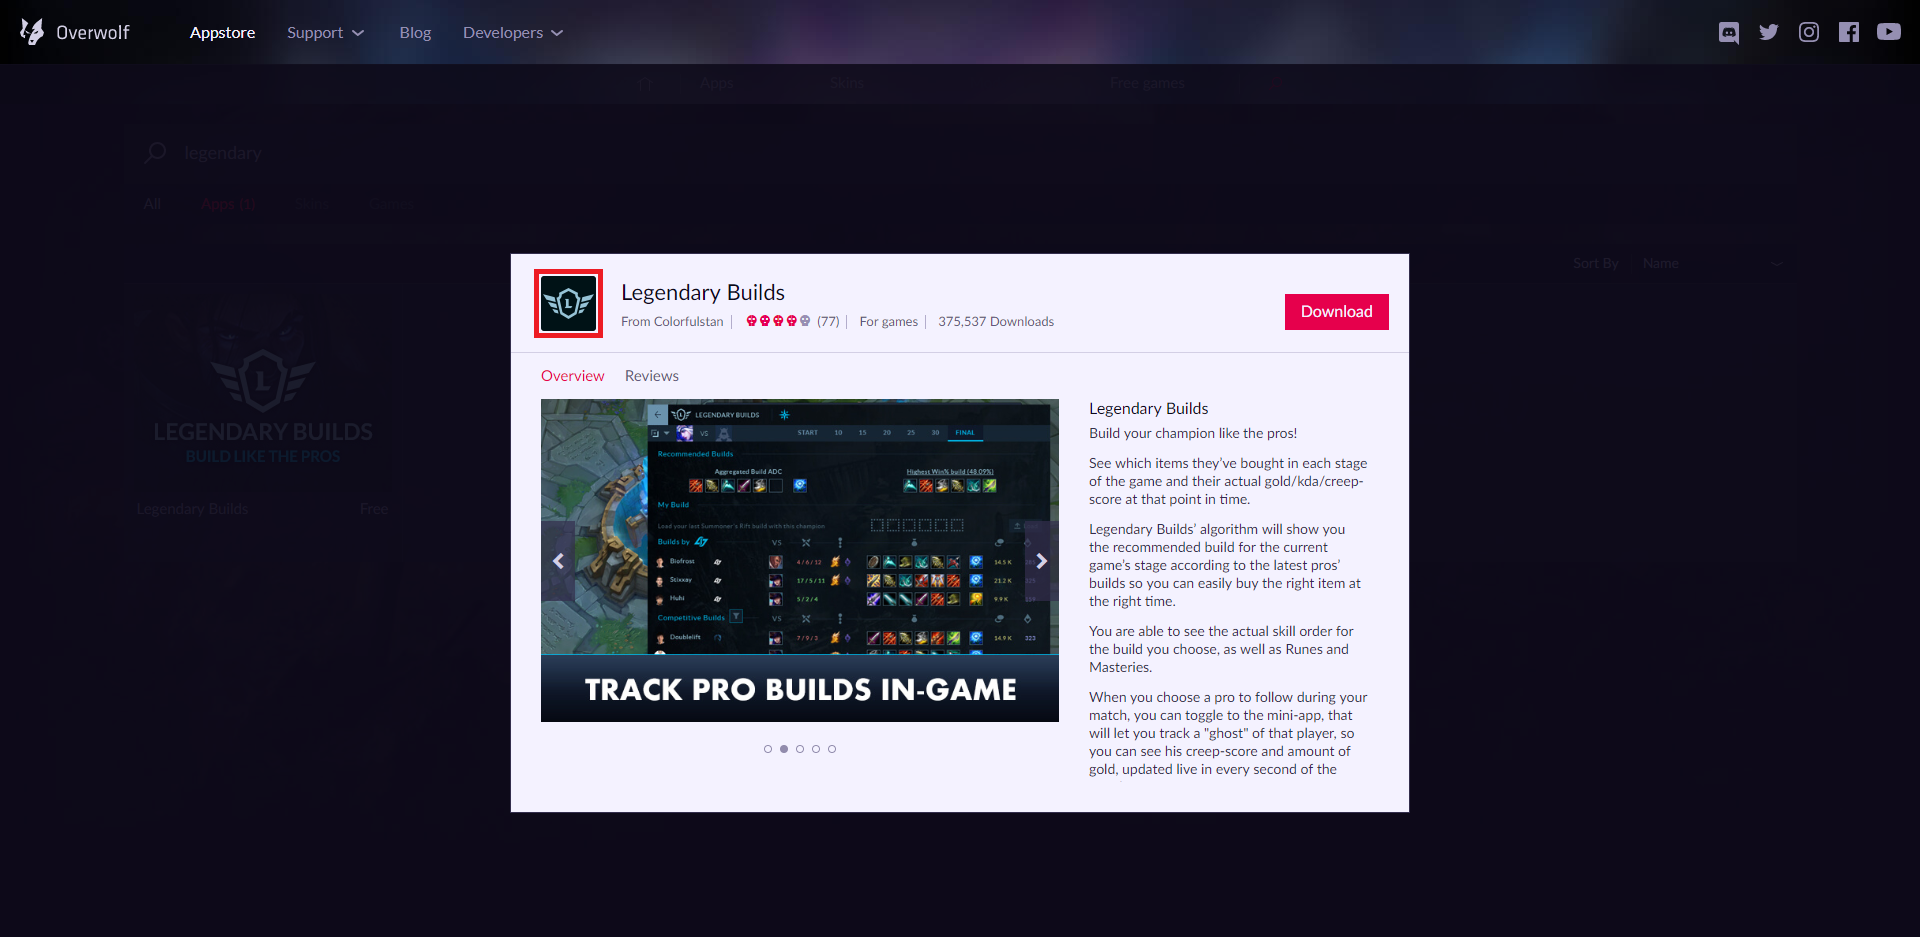 Overwolf
Appstore
Support
Blog
Developers
Apps
Skins
Free games
legendary
All
Apps (1)
Skins
Games
Sort By
Name
LEGENDARY BUILDS
BUILD LIKE THE PROS
Legendary Builds
Free
L
Legendary Builds
From Colorfulstan
(77)
For games
375,537 Downloads
Download
Overview
Reviews
LEGENDARY BUILDS
VS
START
10
15
20
25
30
FINAL
Recommended Builds
Aggregated Build ADC
Highest Win% build (48.09%)
My Build
Load your last Summoner's Rift build with this champion
Builds by
VS
Biofrost
4 / 6 / 12
14.5 K
Stixxay
17 / 5 / 11
21.2 K
Huhi
5 / 2 / 4
9.9 K
Competitive Builds
VS
Doublelift
7 / 9 / 3
14.9 K
323
TRACK PRO BUILDS IN-GAME
Legendary Builds
Build your champion like the pros!
See which items they've bought in each stage
of the game and their actual gold/kda/creep-
score at that point in time.
Legendary Builds' algorithm will show you
the recommended build for the current
game's stage according to the latest pros'
builds so you can easily buy the right item at
the right time.
You are able to see the actual skill order for
the build you choose, as well as Runes and
Masteries.
When you choose a pro to follow during your
match, you can toggle to the mini-app, that
will let you track a "ghost" of that player, so
you can see his creep-score and amount of
gold, updated live in every second of the